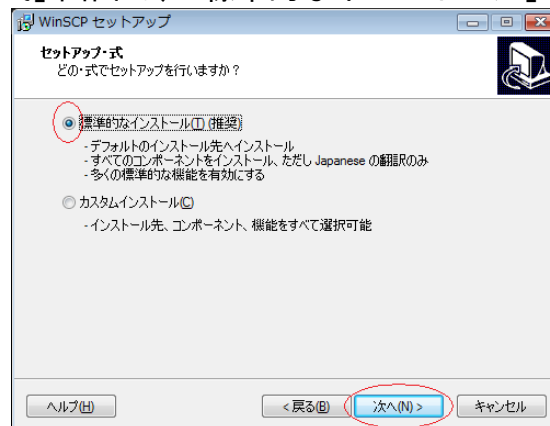 WinSCP セットアップ
セットアップ・式
どの・式でセットアップを行いますか？
標準的なインストール(T) (推奨)
- デフォルトのインストール先へインストール
- すべてのコンポーネントをインストール、ただし Japanese の翻訳のみ
- 多くの標準的な機能を有効にする
カスタムインストール(C)
- インストール先、コンポーネント、機能をすべて選択可能
ヘルプ(H)
< 戻る(B)
次へ(N) >
キャンセル